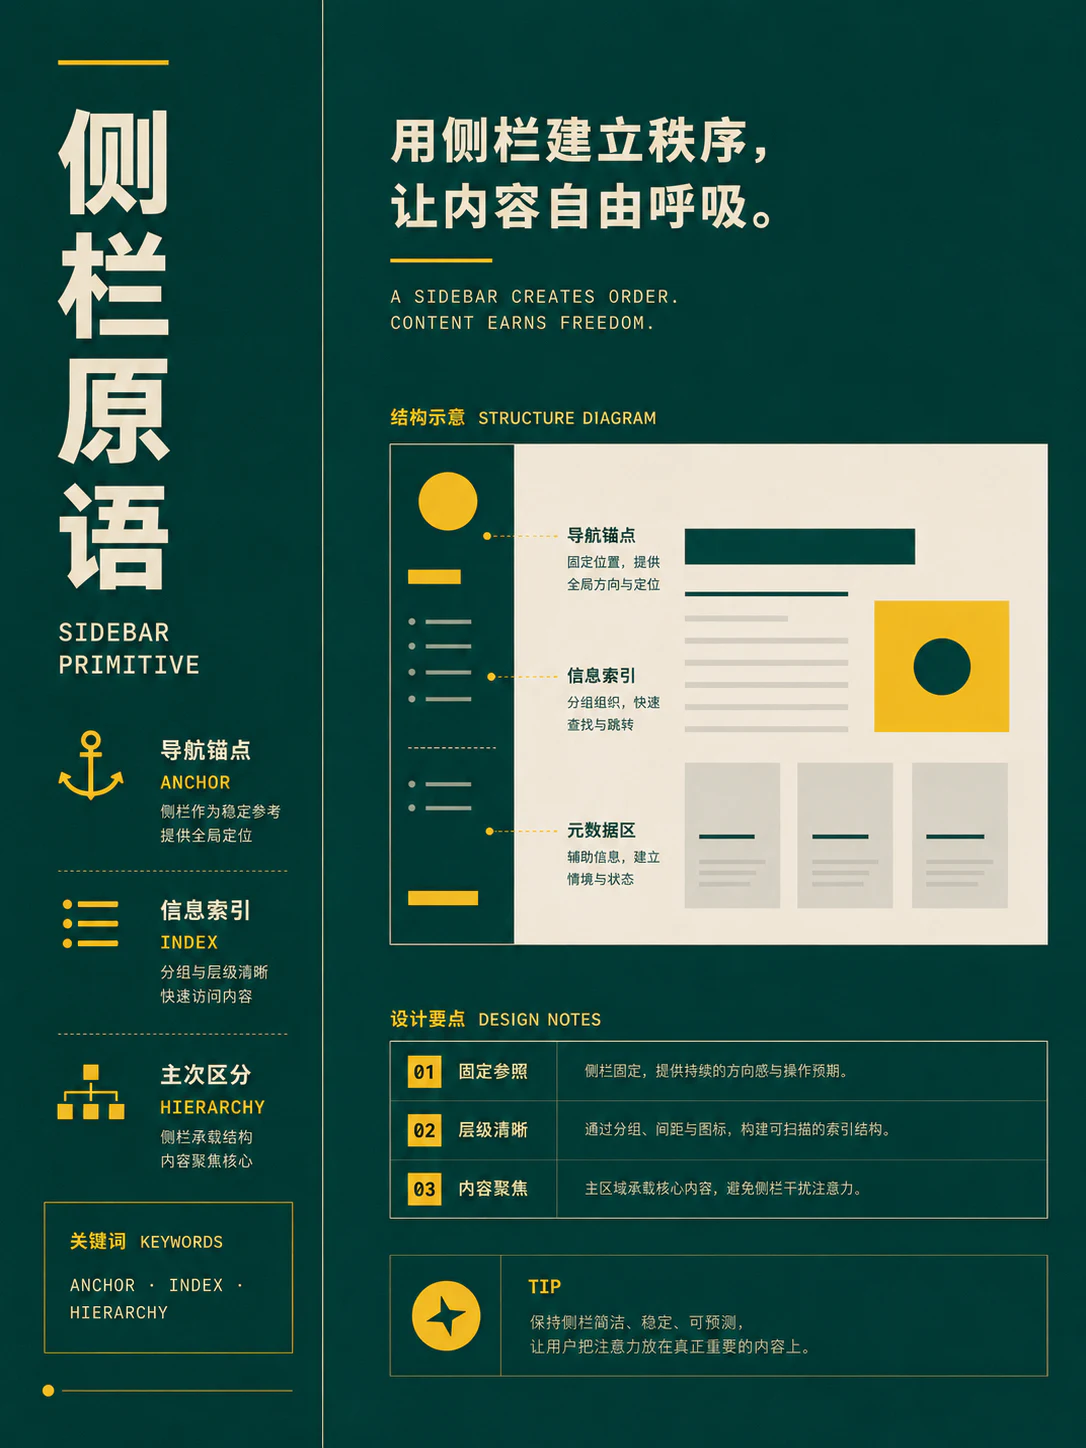 侧
栏
原
语
SIDEBAR
PRIMITIVE
导航锚点
ANCHOR
侧栏作为稳定参考
提供全局定位
信息索引
INDEX
分组与层级清晰
快速访问内容
主次区分
HIERARCHY
侧栏承载结构
内容聚焦核心
关键词 KEYWORDS
ANCHOR · INDEX ·
HIERARCHY
用侧栏建立秩序，
让内容自由呼吸。
A SIDEBAR CREATES ORDER.
CONTENT EARNS FREEDOM.
结构示意 STRUCTURE DIAGRAM
导航锚点
固定位置，提供
全局方向与定位
信息索引
分组组织，快速
查找与跳转
元数据区
辅助信息，建立
情境与状态
设计要点 DESIGN NOTES
01 固定参照 侧栏固定，提供持续的方向感与操作预期。
02 层级清晰 通过分组、间距与图标，构建可扫描的索引结构。
03 内容聚焦 主区域承载核心内容，避免侧栏干扰注意力。
TIP
保持侧栏简洁、稳定、可预测，
让用户把注意力放在真正重要的内容上。